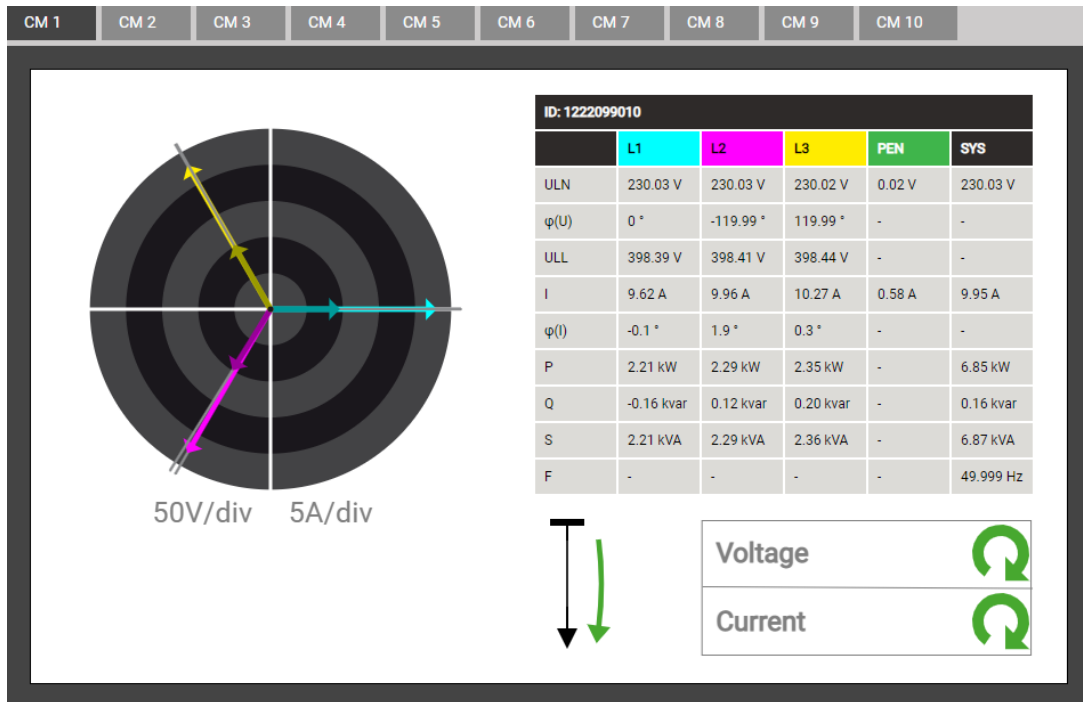 CM 1 CM 2 CM 3 CM 4 CM 5 CM 6 CM 7 CM 8 CM 9 CM 10
ID: 1222099010
L1 L2 L3 PEN SYS
ULN 230.03 V 230.03 V 230.02 V 0.02 V 230.03 V
φ(U) 0 ° -119.99 ° 119.99 ° - -
ULL 398.39 V 398.41 V 398.44 V - -
I 9.62 A 9.96 A 10.27 A 0.58 A 9.95 A
φ(I) -0.1 ° 1.9 ° 0.3 ° - -
P 2.21 kW 2.29 kW 2.35 kW - 6.85 kW
Q -0.16 kvar 0.12 kvar 0.20 kvar - 0.16 kvar
S 2.21 kVA 2.29 kVA 2.36 kVA - 6.87 kVA
F - - - - 49.999 Hz
50V/div 5A/div
Voltage
Current